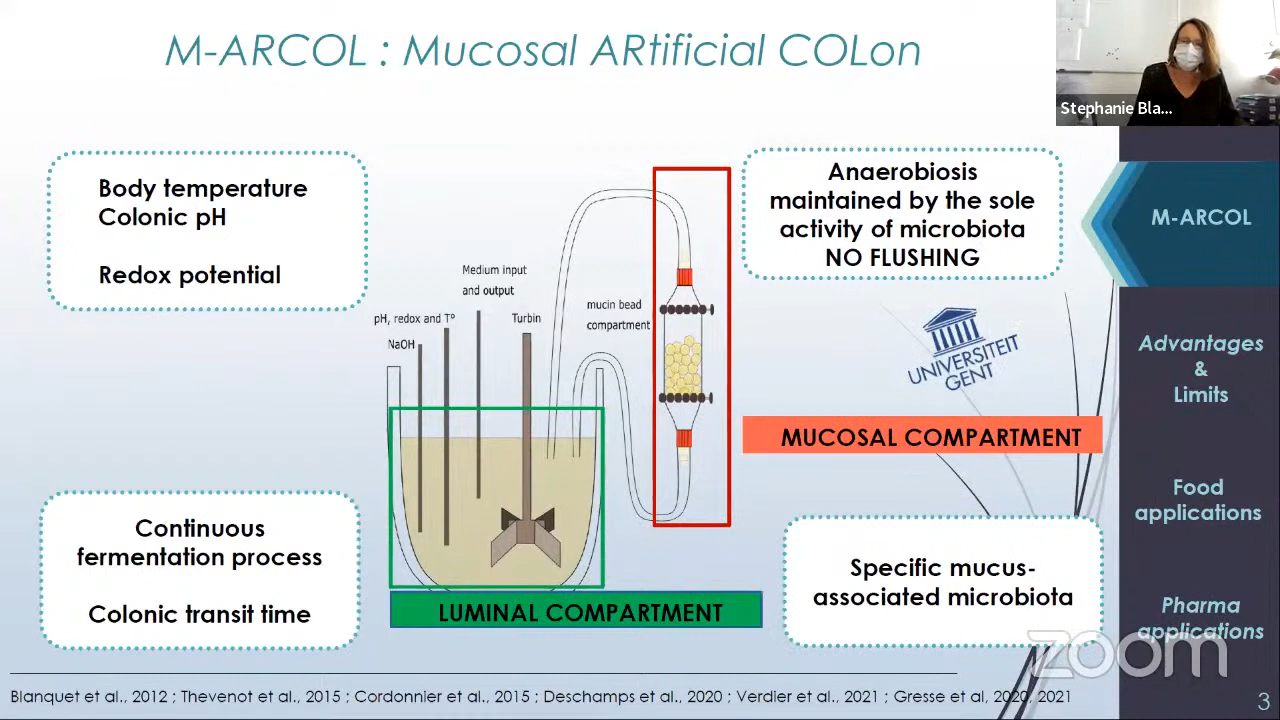 M-ARCOL : Mucosal ARtificial COLon
Stephanie Bla...
Body temperature
Colonic pH
Redox potential
Anaerobiosis
maintained by the sole
activity of microbiota
NO FLUSHING
M-ARCOL
Medium input
and output
mucin bead
compartment
pH, redox and T°
Turbin
NaOH
UNIVERSITEIT
GENT
Advantages
&
Limits
MUCOSAL COMPARTMENT
Food
applications
Continuous
fermentation process
Colonic transit time
Specific mucus-
associated microbiota
LUMINAL COMPARTMENT
Pharma
applications
zoom
Blanquet et al., 2012 ; Thevenot et al., 2015 ; Cordonnier et al., 2015 ; Deschamps et al., 2020 ; Verdier et al., 2021 ; Gresse et al, 2020, 2021
3